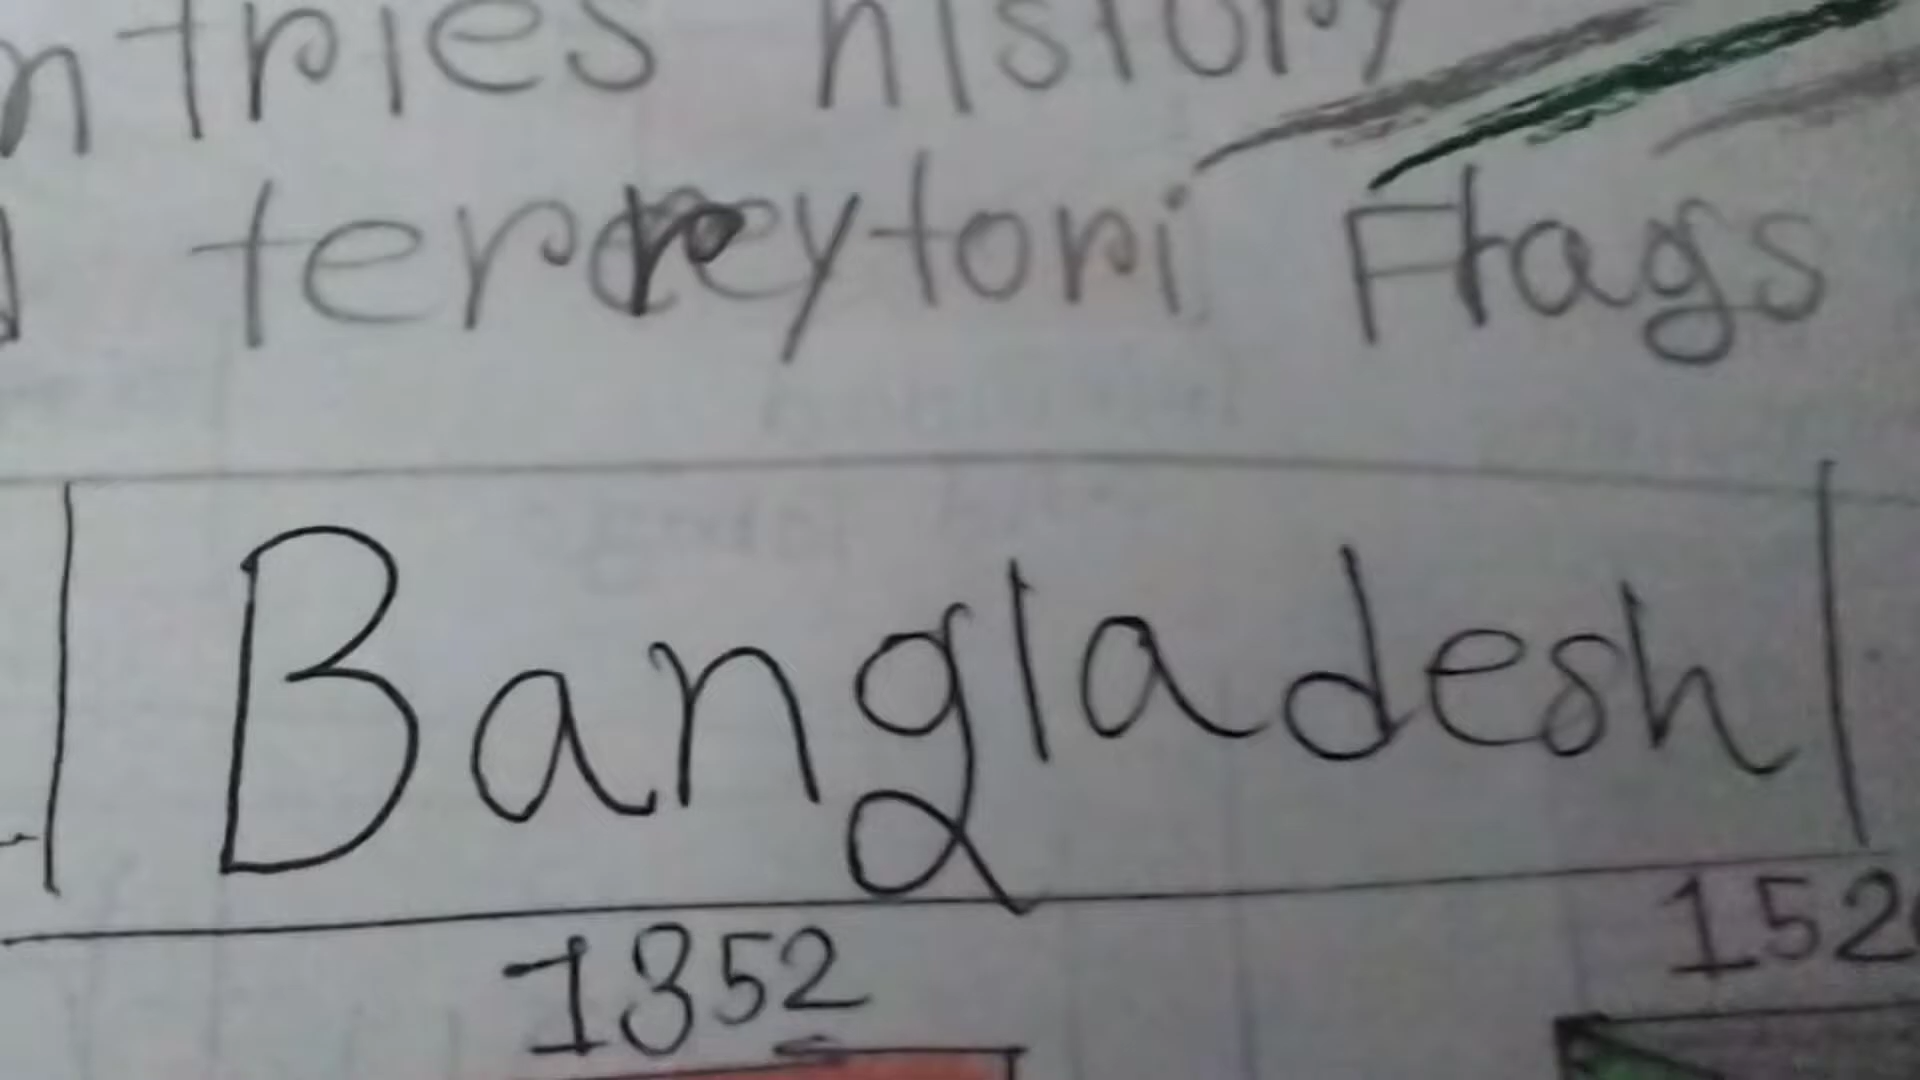 ntries history
terreytori Flags
Bangladesh
1352
152